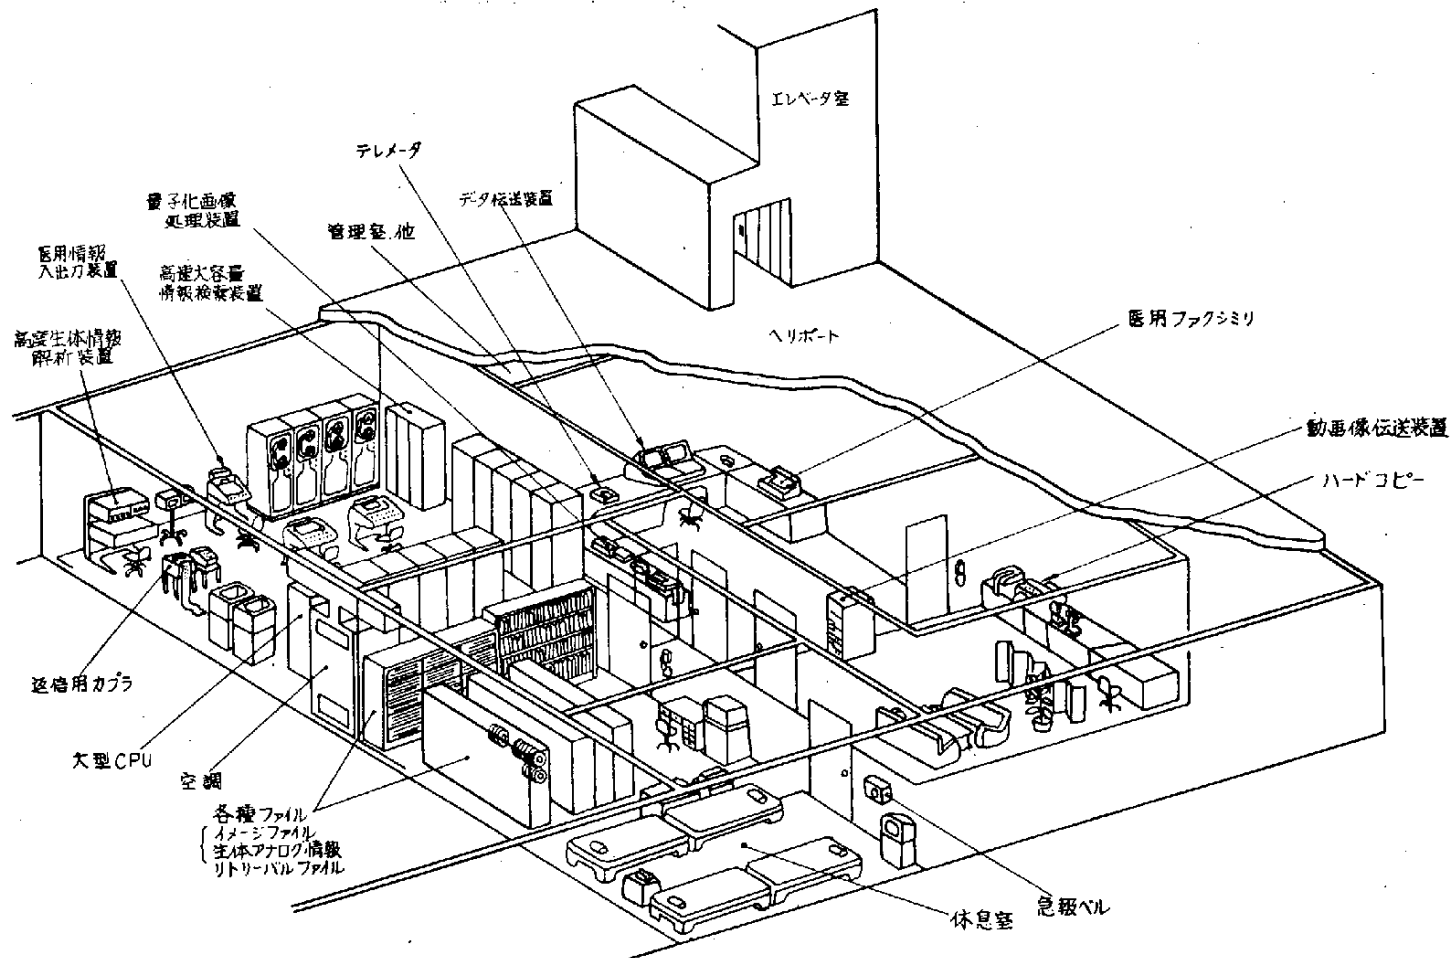 エレベータ室
テレメータ
量子化画像
処理装置
データ伝送装置
管理室、他
医用情報
入出力装置
高速大容量
情報検索装置
高度生体情報
解析装置
医用ファクシミリ
ヘリポート
動画像伝送装置
ハードコピー
送信用カプラ
大型CPU
空調
各種ファイル
イメージファイル
生体アナログ情報
リトリーバルファイル
休息室
急報ベル